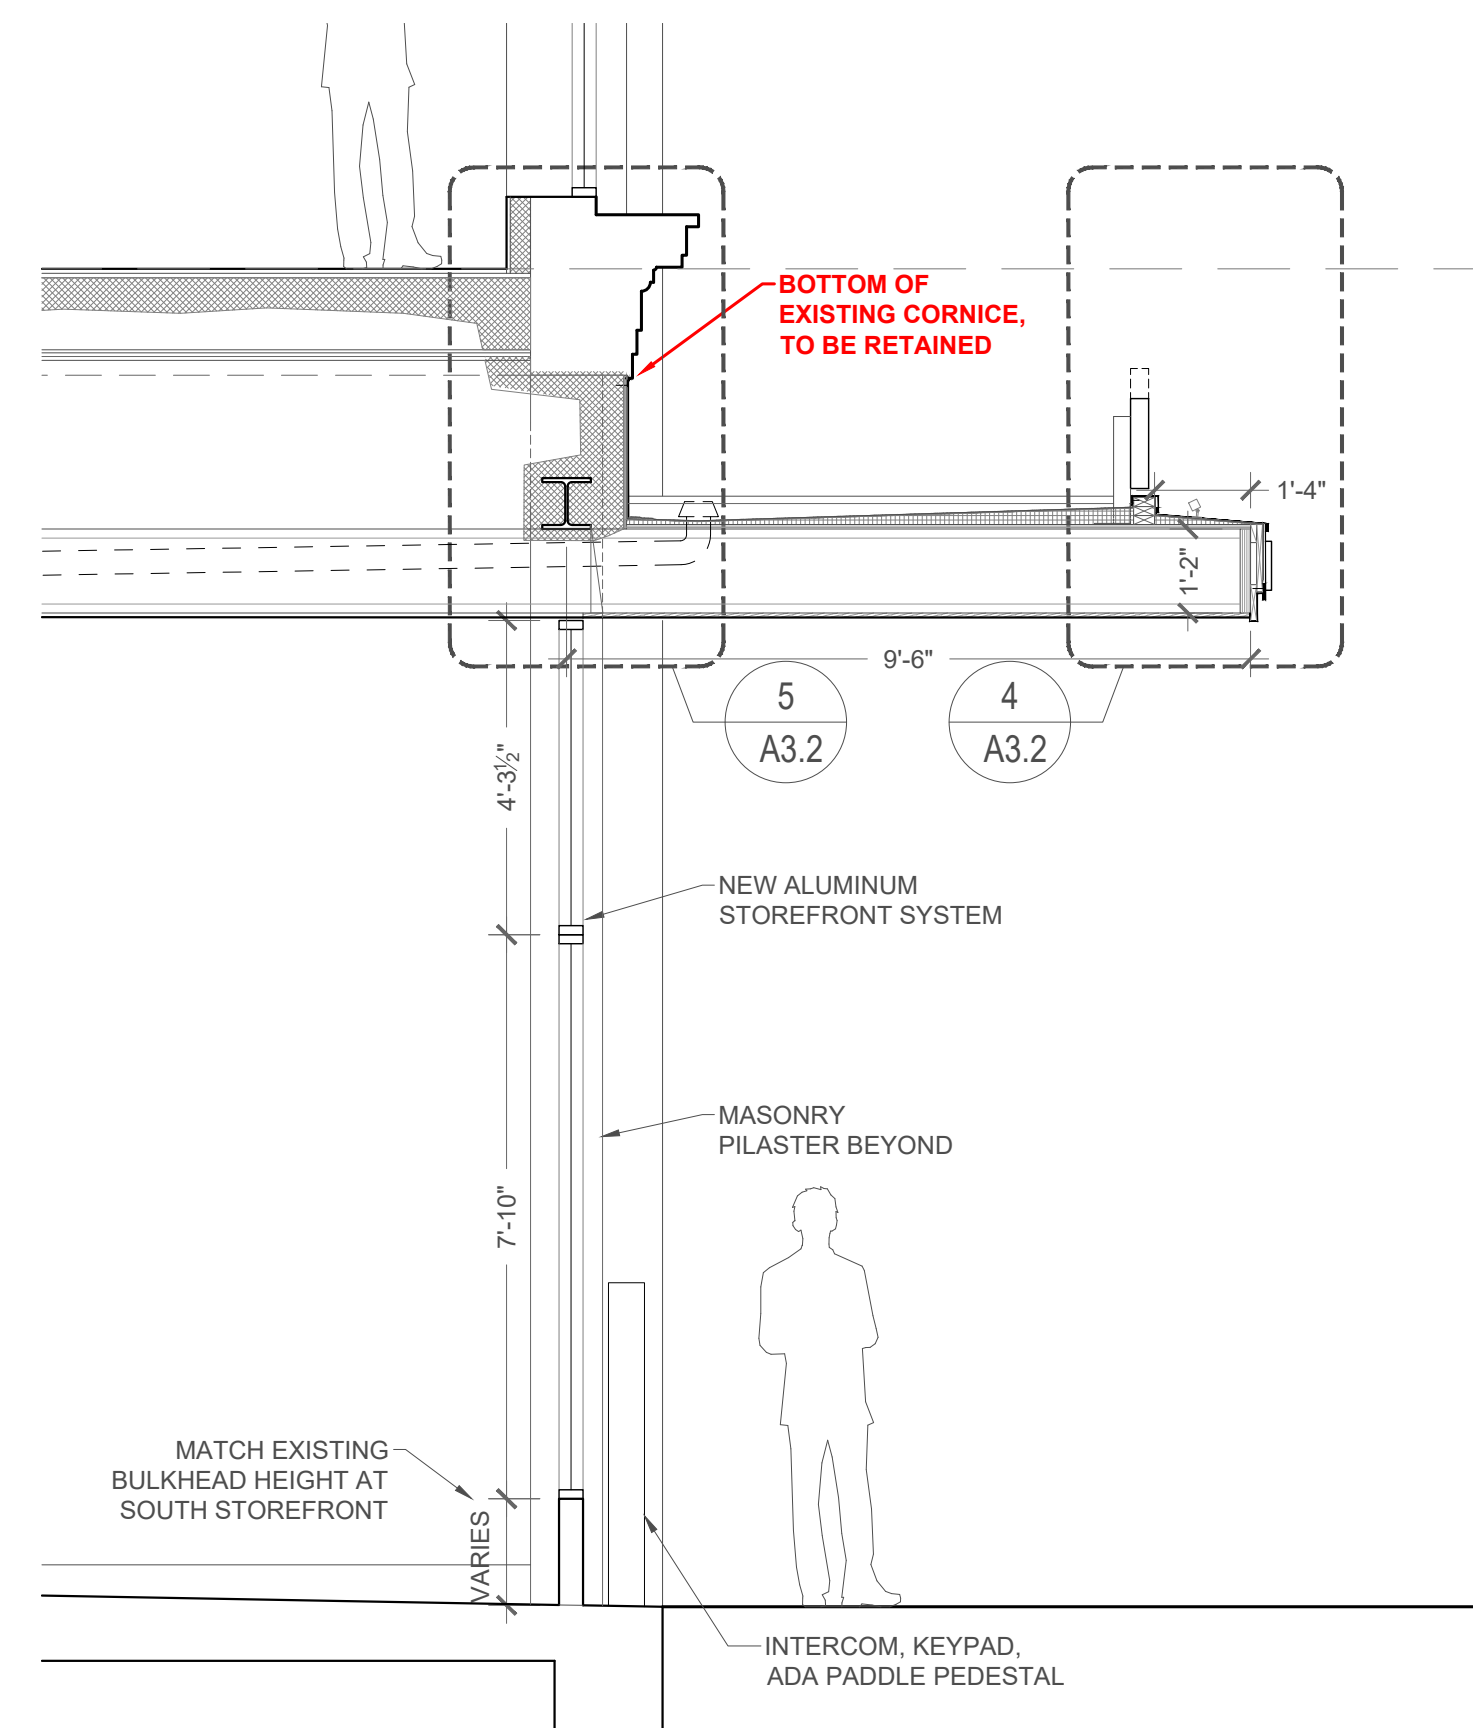 BOTTOM OF
EXISTING CORNICE,
TO BE RETAINED
1'-4"
1'-2"
9'-6"
5
A3.2
4
A3.2
4'-3½"
NEW ALUMINUM
STOREFRONT SYSTEM
MASONRY
PILASTER BEYOND
7'-10"
MATCH EXISTING
BULKHEAD HEIGHT AT
SOUTH STOREFRONT
VARIES
INTERCOM, KEYPAD,
ADA PADDLE PEDESTAL